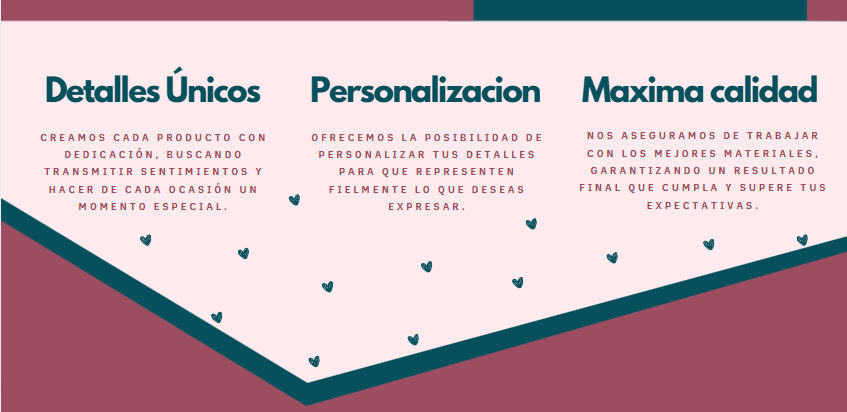 Detalles Únicos
CREAMOS CADA PRODUCTO CON
DEDICACIÓN, BUSCANDO
TRANSMITIR SENTIMIENTOS Y
HACER DE CADA OCASIÓN UN
MOMENTO ESPECIAL.
Personalizacion
OFRECEMOS LA POSIBILIDAD DE
PERSONALIZAR TUS DETALLES
PARA QUE REPRESENTEN
FIELMENTE LO QUE DESEAS
EXPRESAR.
Maxima calidad
NOS ASEGURAMOS DE TRABAJAR
CON LOS MEJORES MATERIALES,
GARANTIZANDO UN RESULTADO
FINAL QUE CUMPLA Y SUPERE TUS
EXPECTATIVAS.